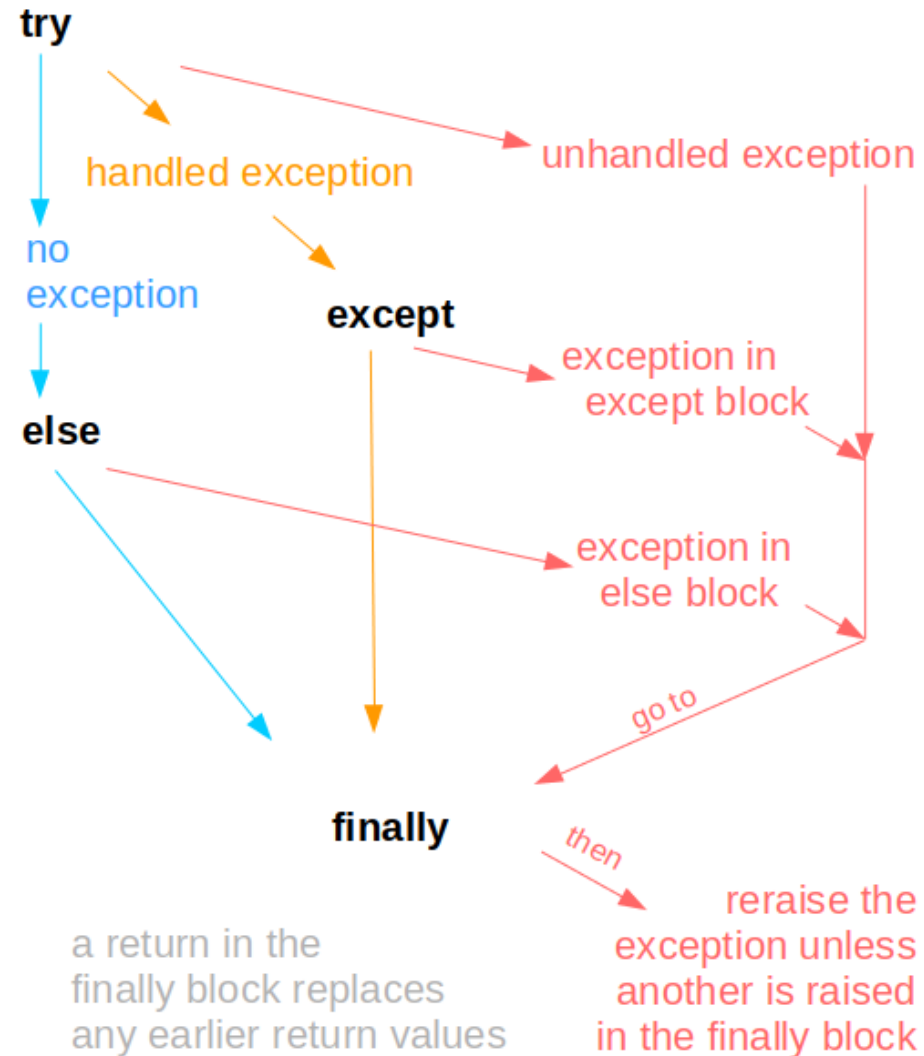 try
handled exception
unhandled exception
no
exception
except
exception in
except block
else
exception in
else block
go to
finally
then
a return in the
finally block replaces
any earlier return values
reraise the
exception unless
another is raised
in the finally block